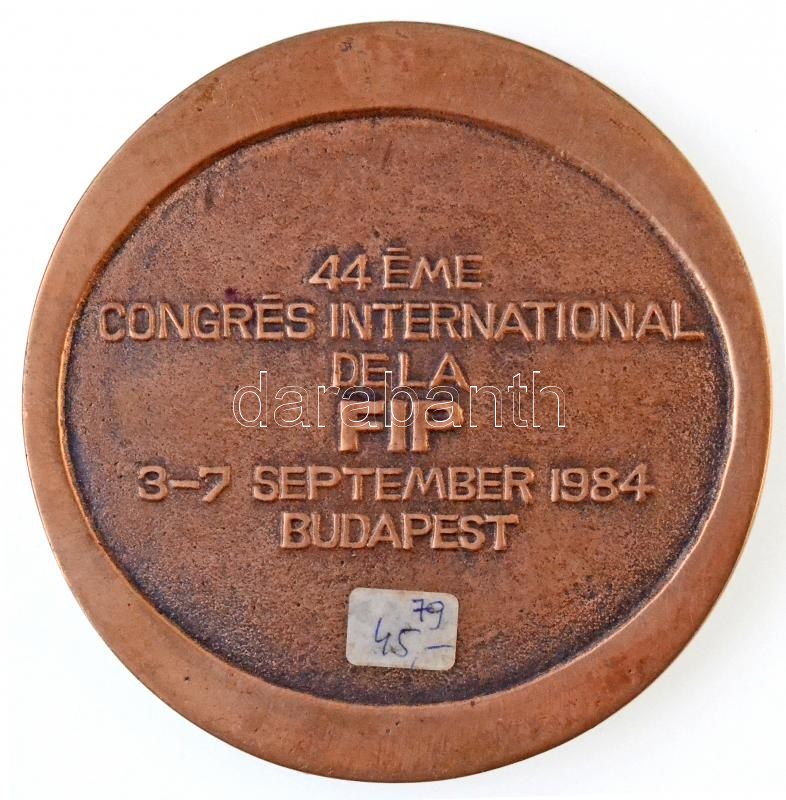 44 ÉME
CONGRÉS INTERNATIONAL
DE LA
darabanth
FIP
3-7 SEPTEMBER 1984
BUDAPEST
79
45,-